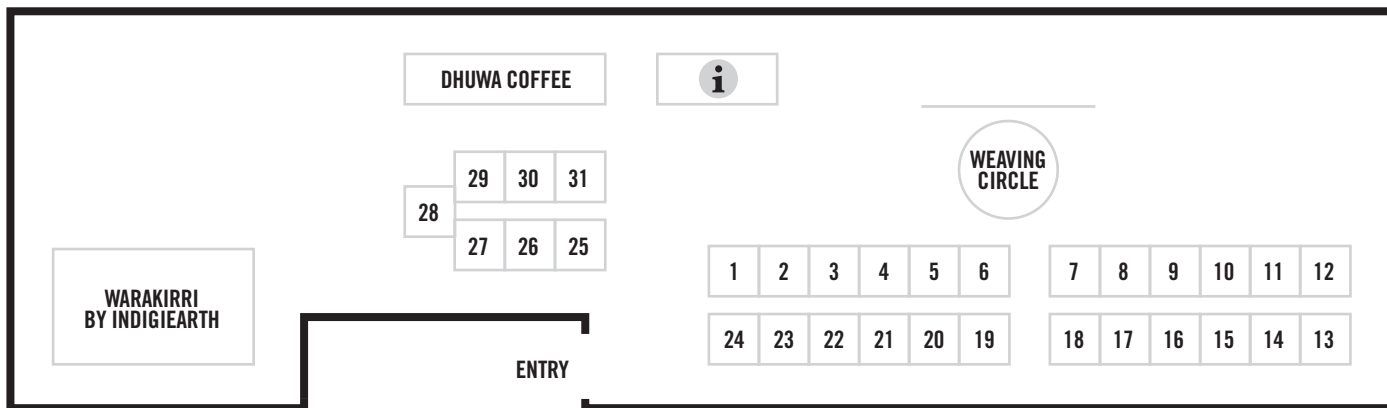 DHUWA COFFEE
i
WEAVING
CIRCLE
29 30 31
28
27 26 25
1 2 3 4 5 6 7 8 9 10 11 12
WARAKIRRI
BY INDIGIEARTH
24 23 22 21 20 19 18 17 16 15 14 13
ENTRY